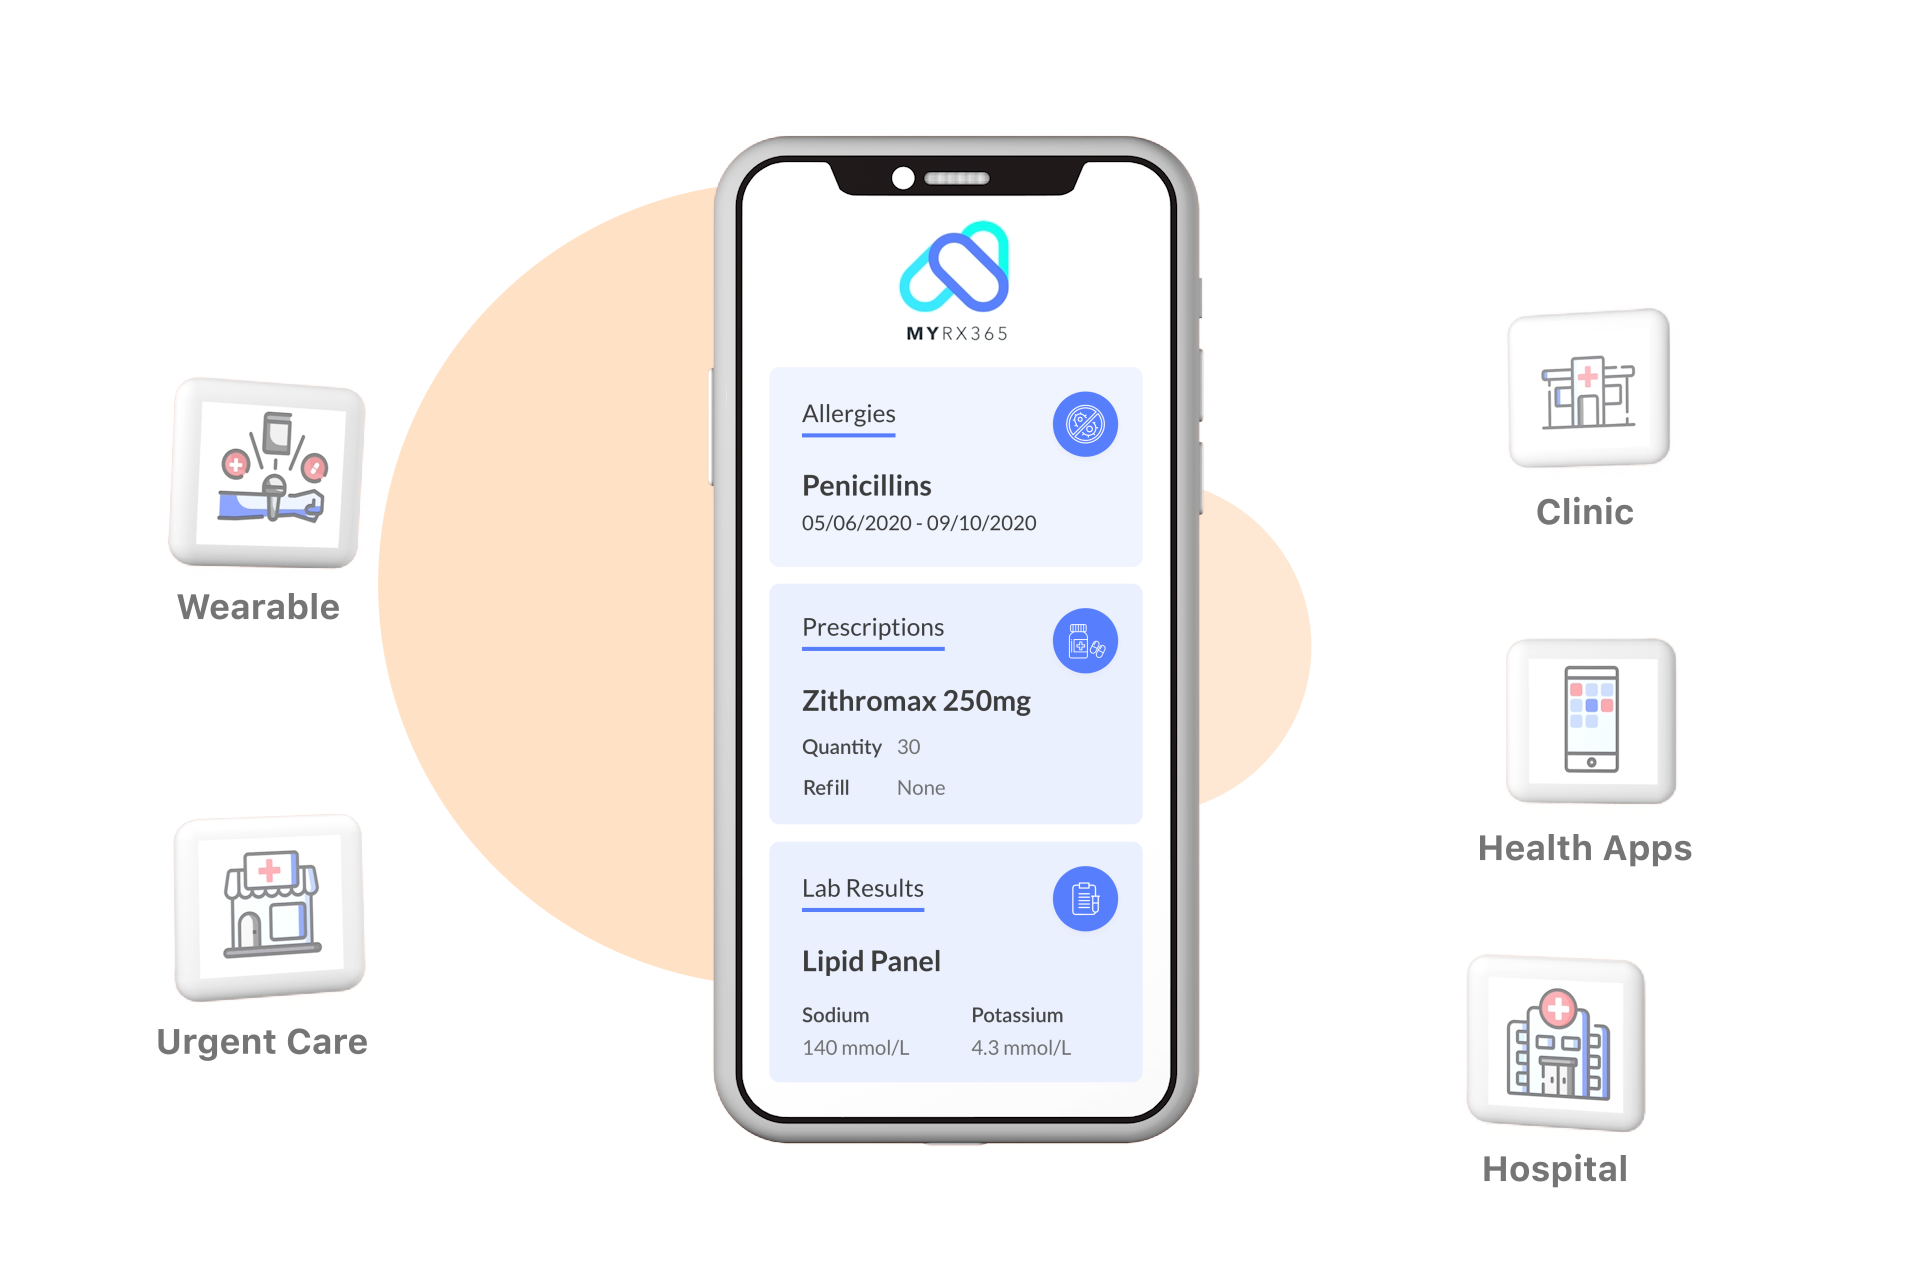 MYRX365
Allergies
Penicillins
05/06/2020 - 09/10/2020
Prescriptions
Zithromax 250mg
Quantity 30
Refill None
Lab Results
Lipid Panel
Sodium Potassium
140 mmol/L 4.3 mmol/L
Wearable
Urgent Care
Clinic
Health Apps
Hospital